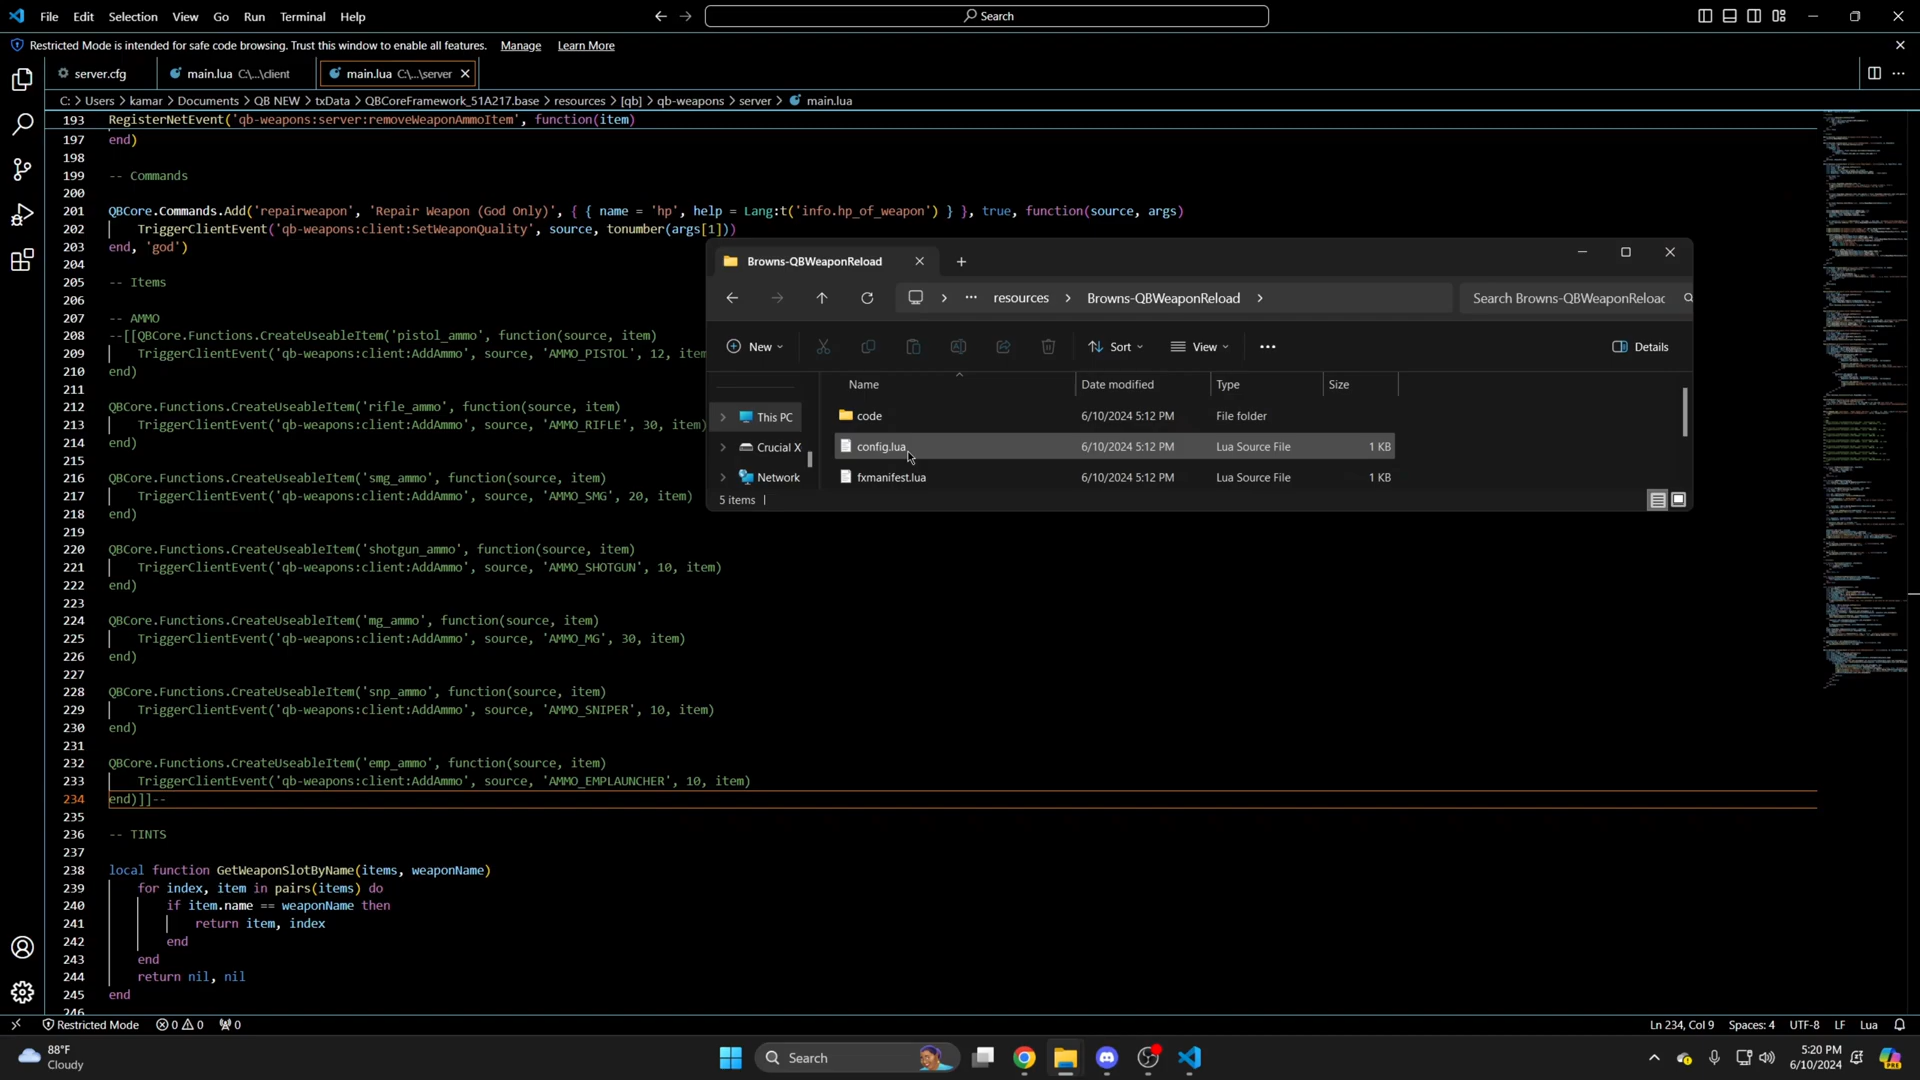 File Edit Selection View Go Run Terminal Help
Search
Restricted Mode is intended for safe code browsing. Trust this window to enable all features. Manage Learn More
server.cfg main.lua C:\...\client main.lua C:\...\server
C: > Users > kamar > Documents > QB NEW > txData > QBCoreFramework_51A217.base > resources > [qb] > qb-weapons > server > main.lua
193 RegisterNetEvent('qb-weapons:server:removeWeaponAmmoItem', function(item)
197 end)
198
199 -- Commands
200
201 QBCore.Commands.Add('repairweapon', 'Repair Weapon (God Only)', { { name = 'hp', help = Lang:t('info.hp_of_weapon') } }, true, function(source, args)
202 TriggerClientEvent('qb-weapons:client:SetWeaponQuality', source, tonumber(args[1]))
203 end, 'god')
204
205 -- Items
206
207 -- AMMO
208 --[[QBCore.Functions.CreateUseableItem('pistol_ammo', function(source, item)
209 TriggerClientEvent('qb-weapons:client:AddAmmo', source, 'AMMO_PISTOL', 12, item
210 end)
211
212 QBCore.Functions.CreateUseableItem('rifle_ammo', function(source, item)
213 TriggerClientEvent('qb-weapons:client:AddAmmo', source, 'AMMO_RIFLE', 30, item)
214 end)
215
216 QBCore.Functions.CreateUseableItem('smg_ammo', function(source, item)
217 TriggerClientEvent('qb-weapons:client:AddAmmo', source, 'AMMO_SMG', 20, item)
218 end)
219
220 QBCore.Functions.CreateUseableItem('shotgun_ammo', function(source, item)
221 TriggerClientEvent('qb-weapons:client:AddAmmo', source, 'AMMO_SHOTGUN', 10, item)
222 end)
223
224 QBCore.Functions.CreateUseableItem('mg_ammo', function(source, item)
225 TriggerClientEvent('qb-weapons:client:AddAmmo', source, 'AMMO_MG', 30, item)
226 end)
227
228 QBCore.Functions.CreateUseableItem('snp_ammo', function(source, item)
229 TriggerClientEvent('qb-weapons:client:AddAmmo', source, 'AMMO_SNIPER', 10, item)
230 end)
231
232 QBCore.Functions.CreateUseableItem('emp_ammo', function(source, item)
233 TriggerClientEvent('qb-weapons:client:AddAmmo', source, 'AMMO_EMPLAUNCHER', 10, item)
234 end)]]--
235
236 -- TINTS
237
238 local function GetWeaponSlotByName(items, weaponName)
239 for index, item in pairs(items) do
240 if item.name == weaponName then
241 return item, index
242 end
243 end
244 return nil, nil
245 end
246
Browns-QBWeaponReload
resources > Browns-QBWeaponReload > Search Browns-QBWeaponReload
New Sort View Details
Name Date modified Type Size
This PC code 6/10/2024 5:12 PM File folder
Crucial X config.lua 6/10/2024 5:12 PM Lua Source File 1 KB
Network fxmanifest.lua 6/10/2024 5:12 PM Lua Source File 1 KB
5 items
Restricted Mode 0 0 0 Ln 234, Col 9 Spaces: 4 UTF-8 LF Lua
88°F
Cloudy
Search
5:20 PM
6/10/2024
PRE